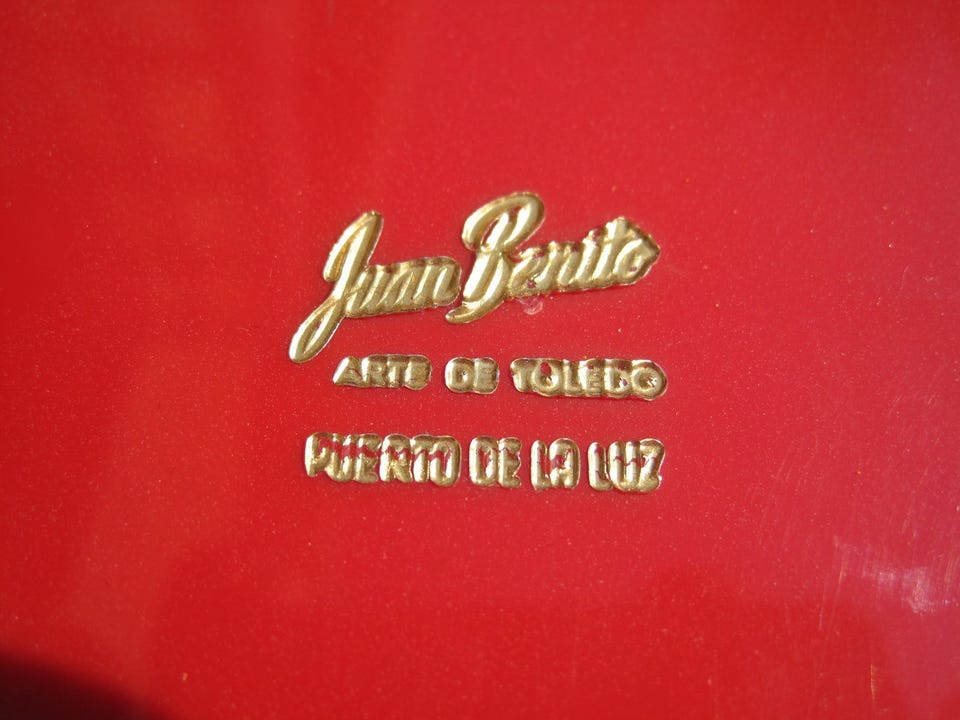 Juan Benito
ARTE DE TOLEDO
PUERTO DE LA LUZ